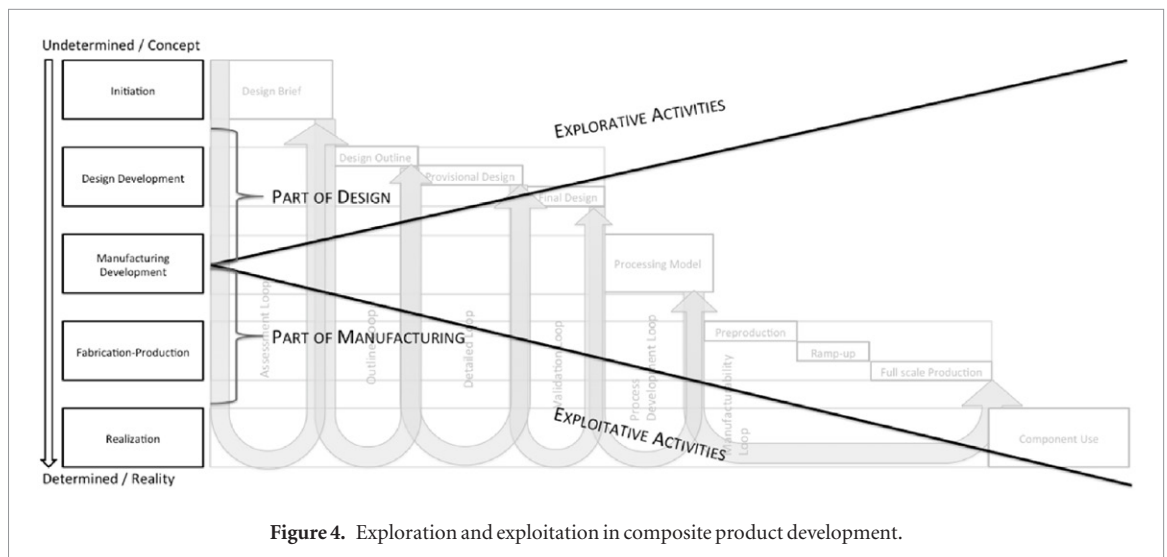 Undetermined / Concept
Initiation
Design Brief
EXPLORATIVE ACTIVITIES
Design Outline
Design Development
Provisional Design
PART OF DESIGN
Final Design
Manufacturing
Development
Processing Model
Assessment Loop
Outline Loop
Detailed Loop
Validation Loop
Process
Development Loop
Manufacturability
Loop
PART OF MANUFACTURING
Preproduction
Fabrication-Production
Ramp-up
Full scale Production
EXPLOITATIVE ACTIVITIES
Realization
Component Use
Determined / Reality
Figure 4. Exploration and exploitation in composite product development.